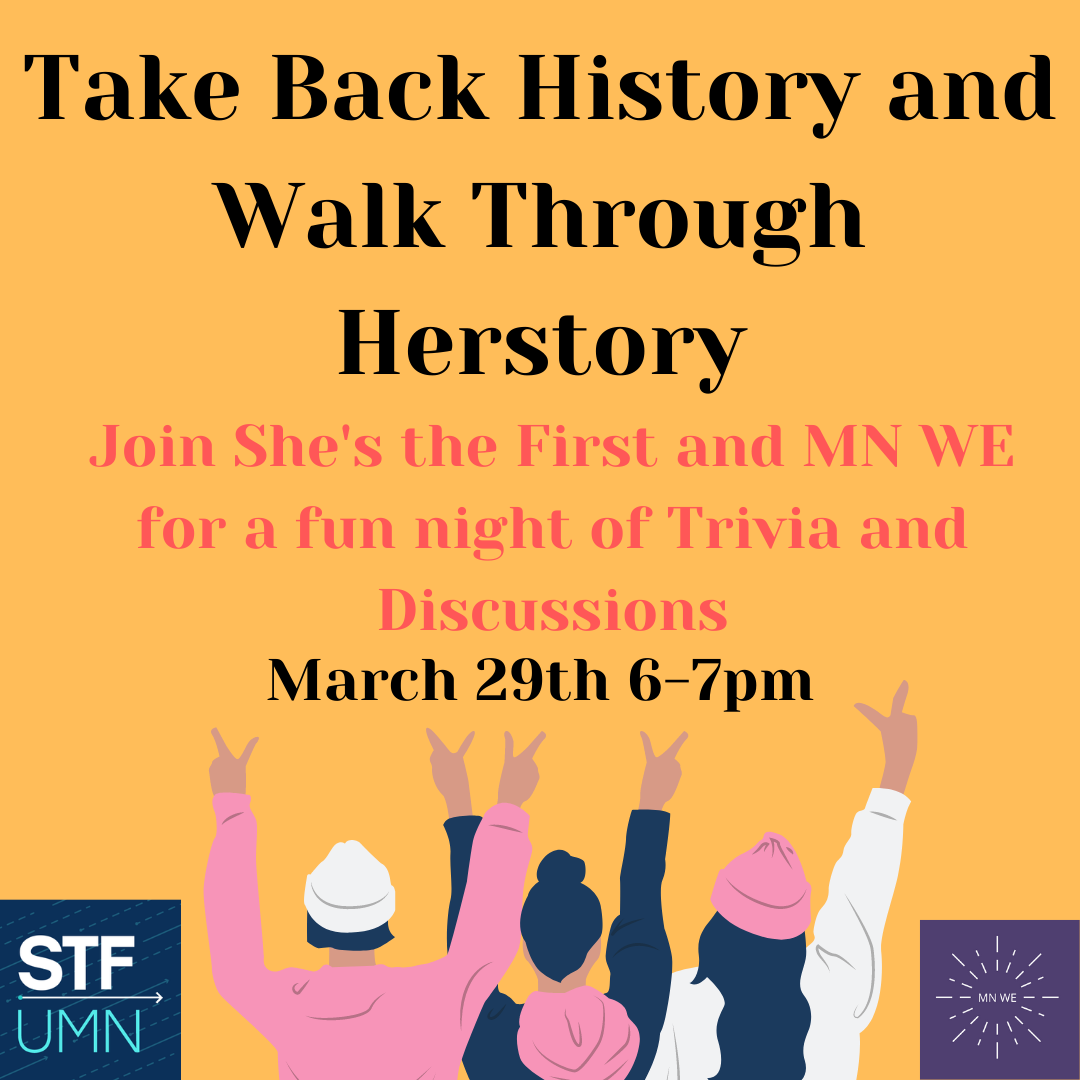 Take Back History and
Walk Through
Herstory
Join She's the First and MN WE
for a fun night of Trivia and
Discussions
March 29th 6-7pm
STF
UMN
MN WE